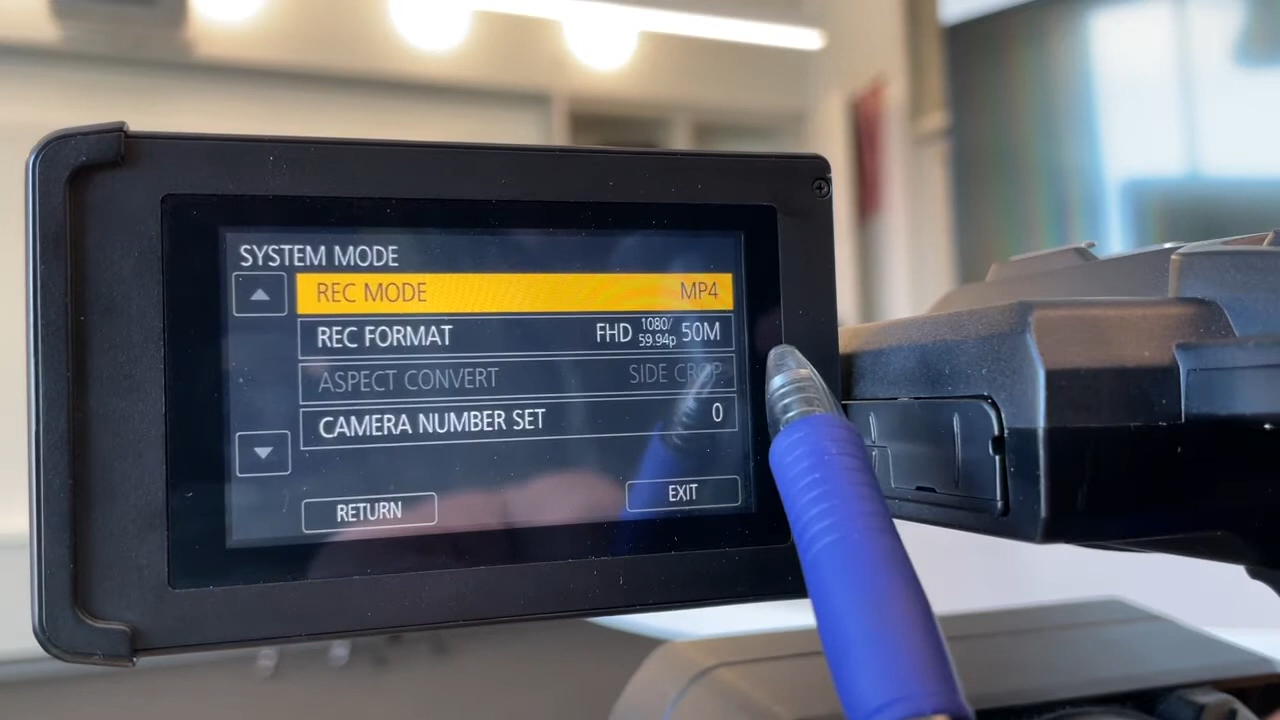 SYSTEM MODE
REC MODE MP4
REC FORMAT FHD 1080/59.94p 50M
ASPECT CONVERT SIDE CROP
CAMERA NUMBER SET 0
RETURN EXIT